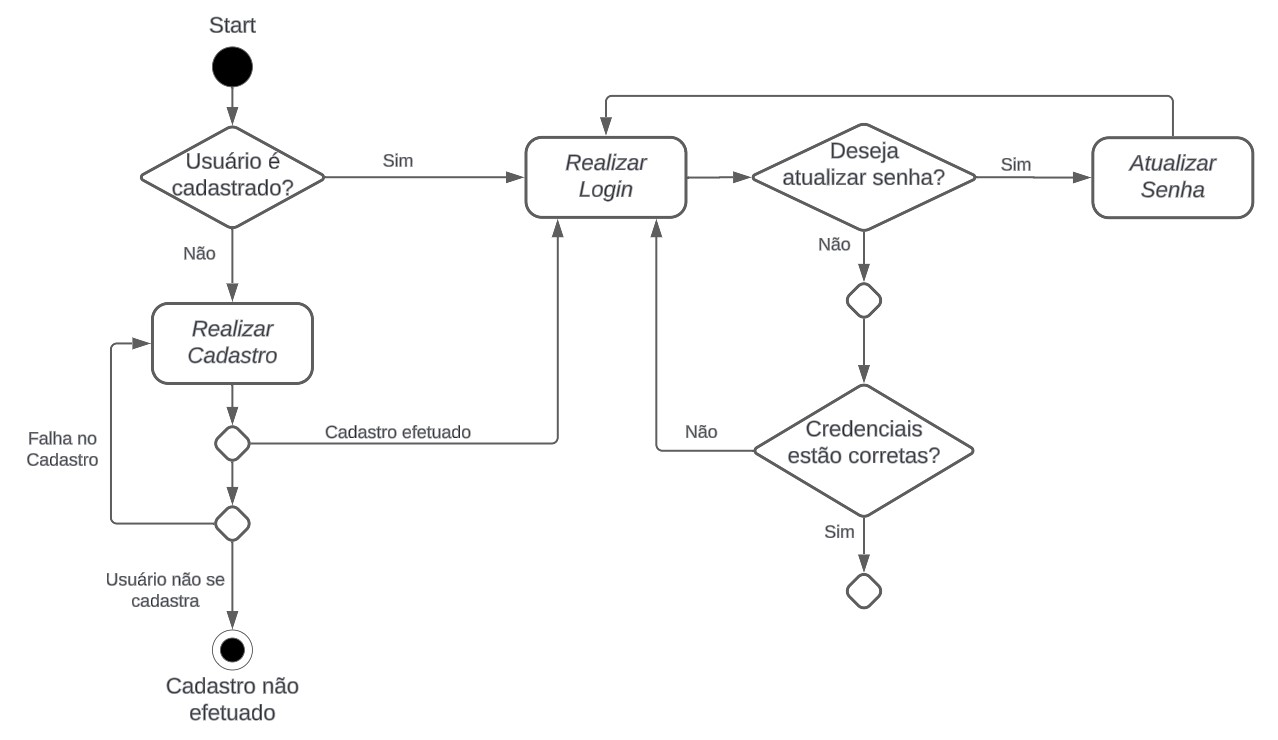 Start
Usuário é
cadastrado?
Sim
Realizar
Login
Deseja
atualizar senha?
Sim
Atualizar
Senha
Não
Não
Realizar
Cadastro
Falha no
Cadastro
Cadastro efetuado
Não
Credenciais
estão corretas?
Sim
Usuário não se
cadastra
Cadastro não
efetuado